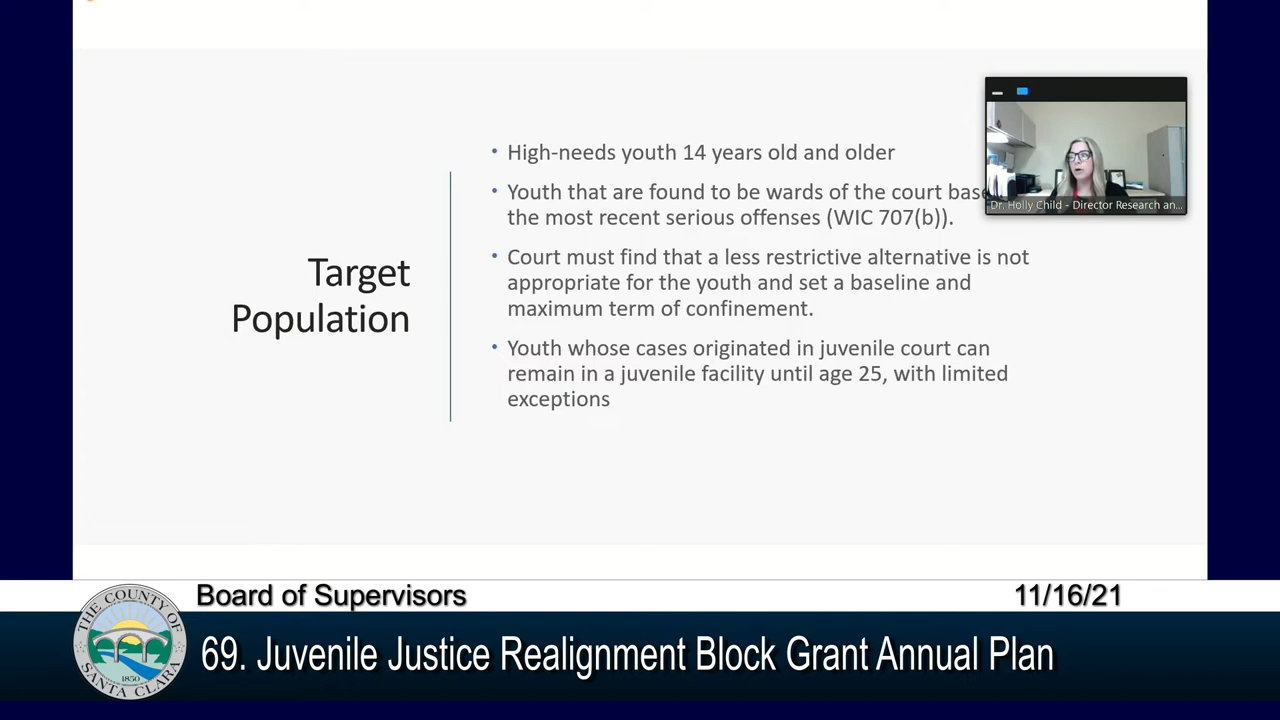 Target
Population
• High-needs youth 14 years old and older
• Youth that are found to be wards of the court
the most recent serious offenses (WIC 707(b)).
• Court must find that a less restrictive alternative is not
appropriate for the youth and set a baseline and
maximum term of confinement.
• Youth whose cases originated in juvenile court can
remain in a juvenile facility until age 25, with limited
exceptions
Dr. Holly Child - Director Research an...
Board of Supervisors
11/16/21
69. Juvenile Justice Realignment Block Grant Annual Plan
THE COUNTY OF
SANTA CLARA
1850